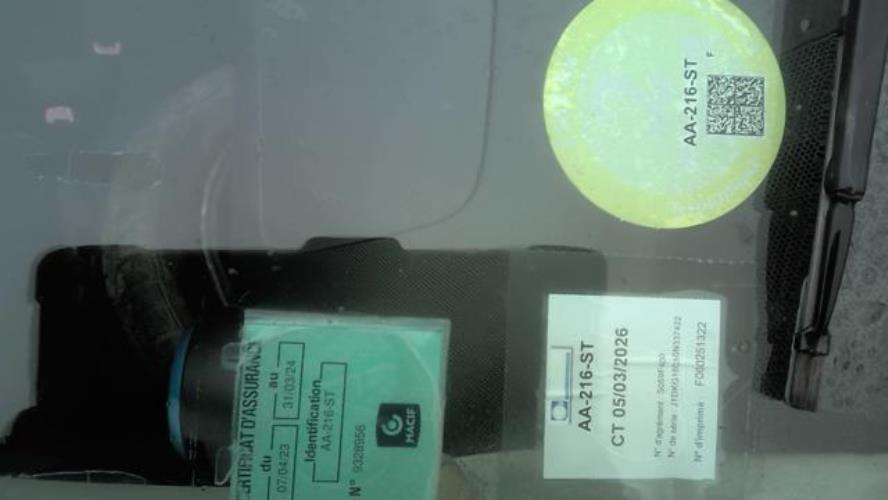 AA-216-ST
F
AA-216-ST
CT 05/03/2026
N° d'agrément :
N° de série :
N° d'imprimé : F060251322
CERTIFICAT D'ASSURANCE
du 07/04/23 au 31/03/24
Identification
AA-216-ST
N° 9328956
MACIF